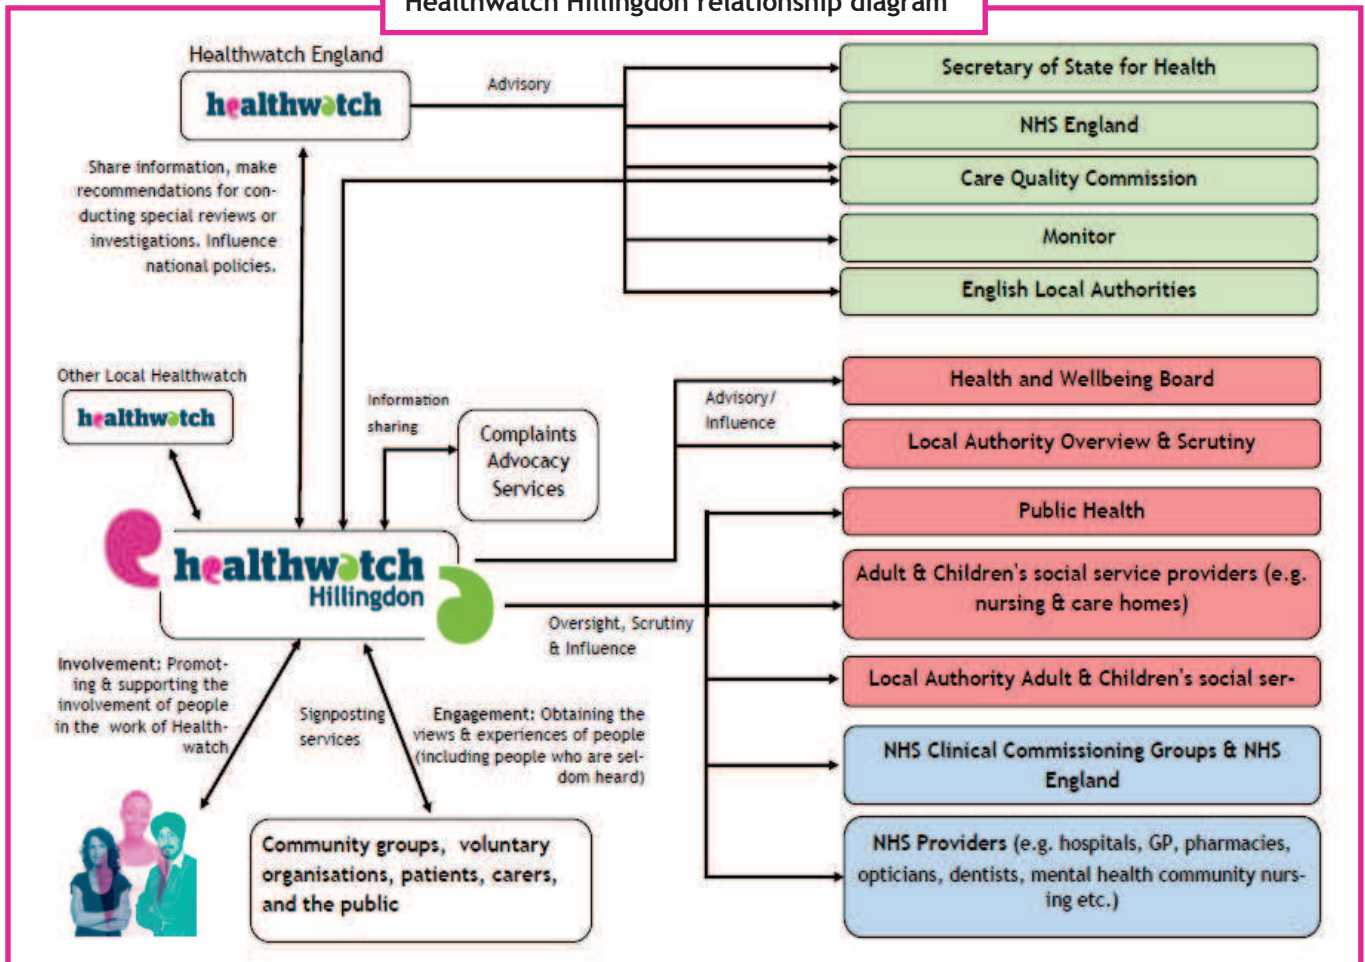 Healthwatch Hillingdon relationship diagram
Healthwatch England
healthwatch
Advisory
Secretary of State for Health
NHS England
Care Quality Commission
Monitor
English Local Authorities
Share information, make
recommendations for con-
ducting special reviews or
investigations. Influence
national policies.
Other Local Healthwatch
healthwatch
Information
sharing
Complaints
Advocacy
Services
Advisory/
Influence
Health and Wellbeing Board
Local Authority Overview & Scrutiny
Public Health
Adult & Children's social service providers (e.g.
nursing & care homes)
Local Authority Adult & Children's social ser-
NHS Clinical Commissioning Groups & NHS
England
NHS Providers (e.g. hospitals, GP, pharmacies,
opticians, dentists, mental health community nurs-
ing etc.)
healthwatch
Hillingdon
Oversight, Scrutiny
& Influence
Involvement: Promot-
ing & supporting the
involvement of people
in the work of Health-
watch
Signposting
services
Engagement: Obtaining the
views & experiences of people
(including people who are sel-
dom heard)
Community groups, voluntary
organisations, patients, carers,
and the public